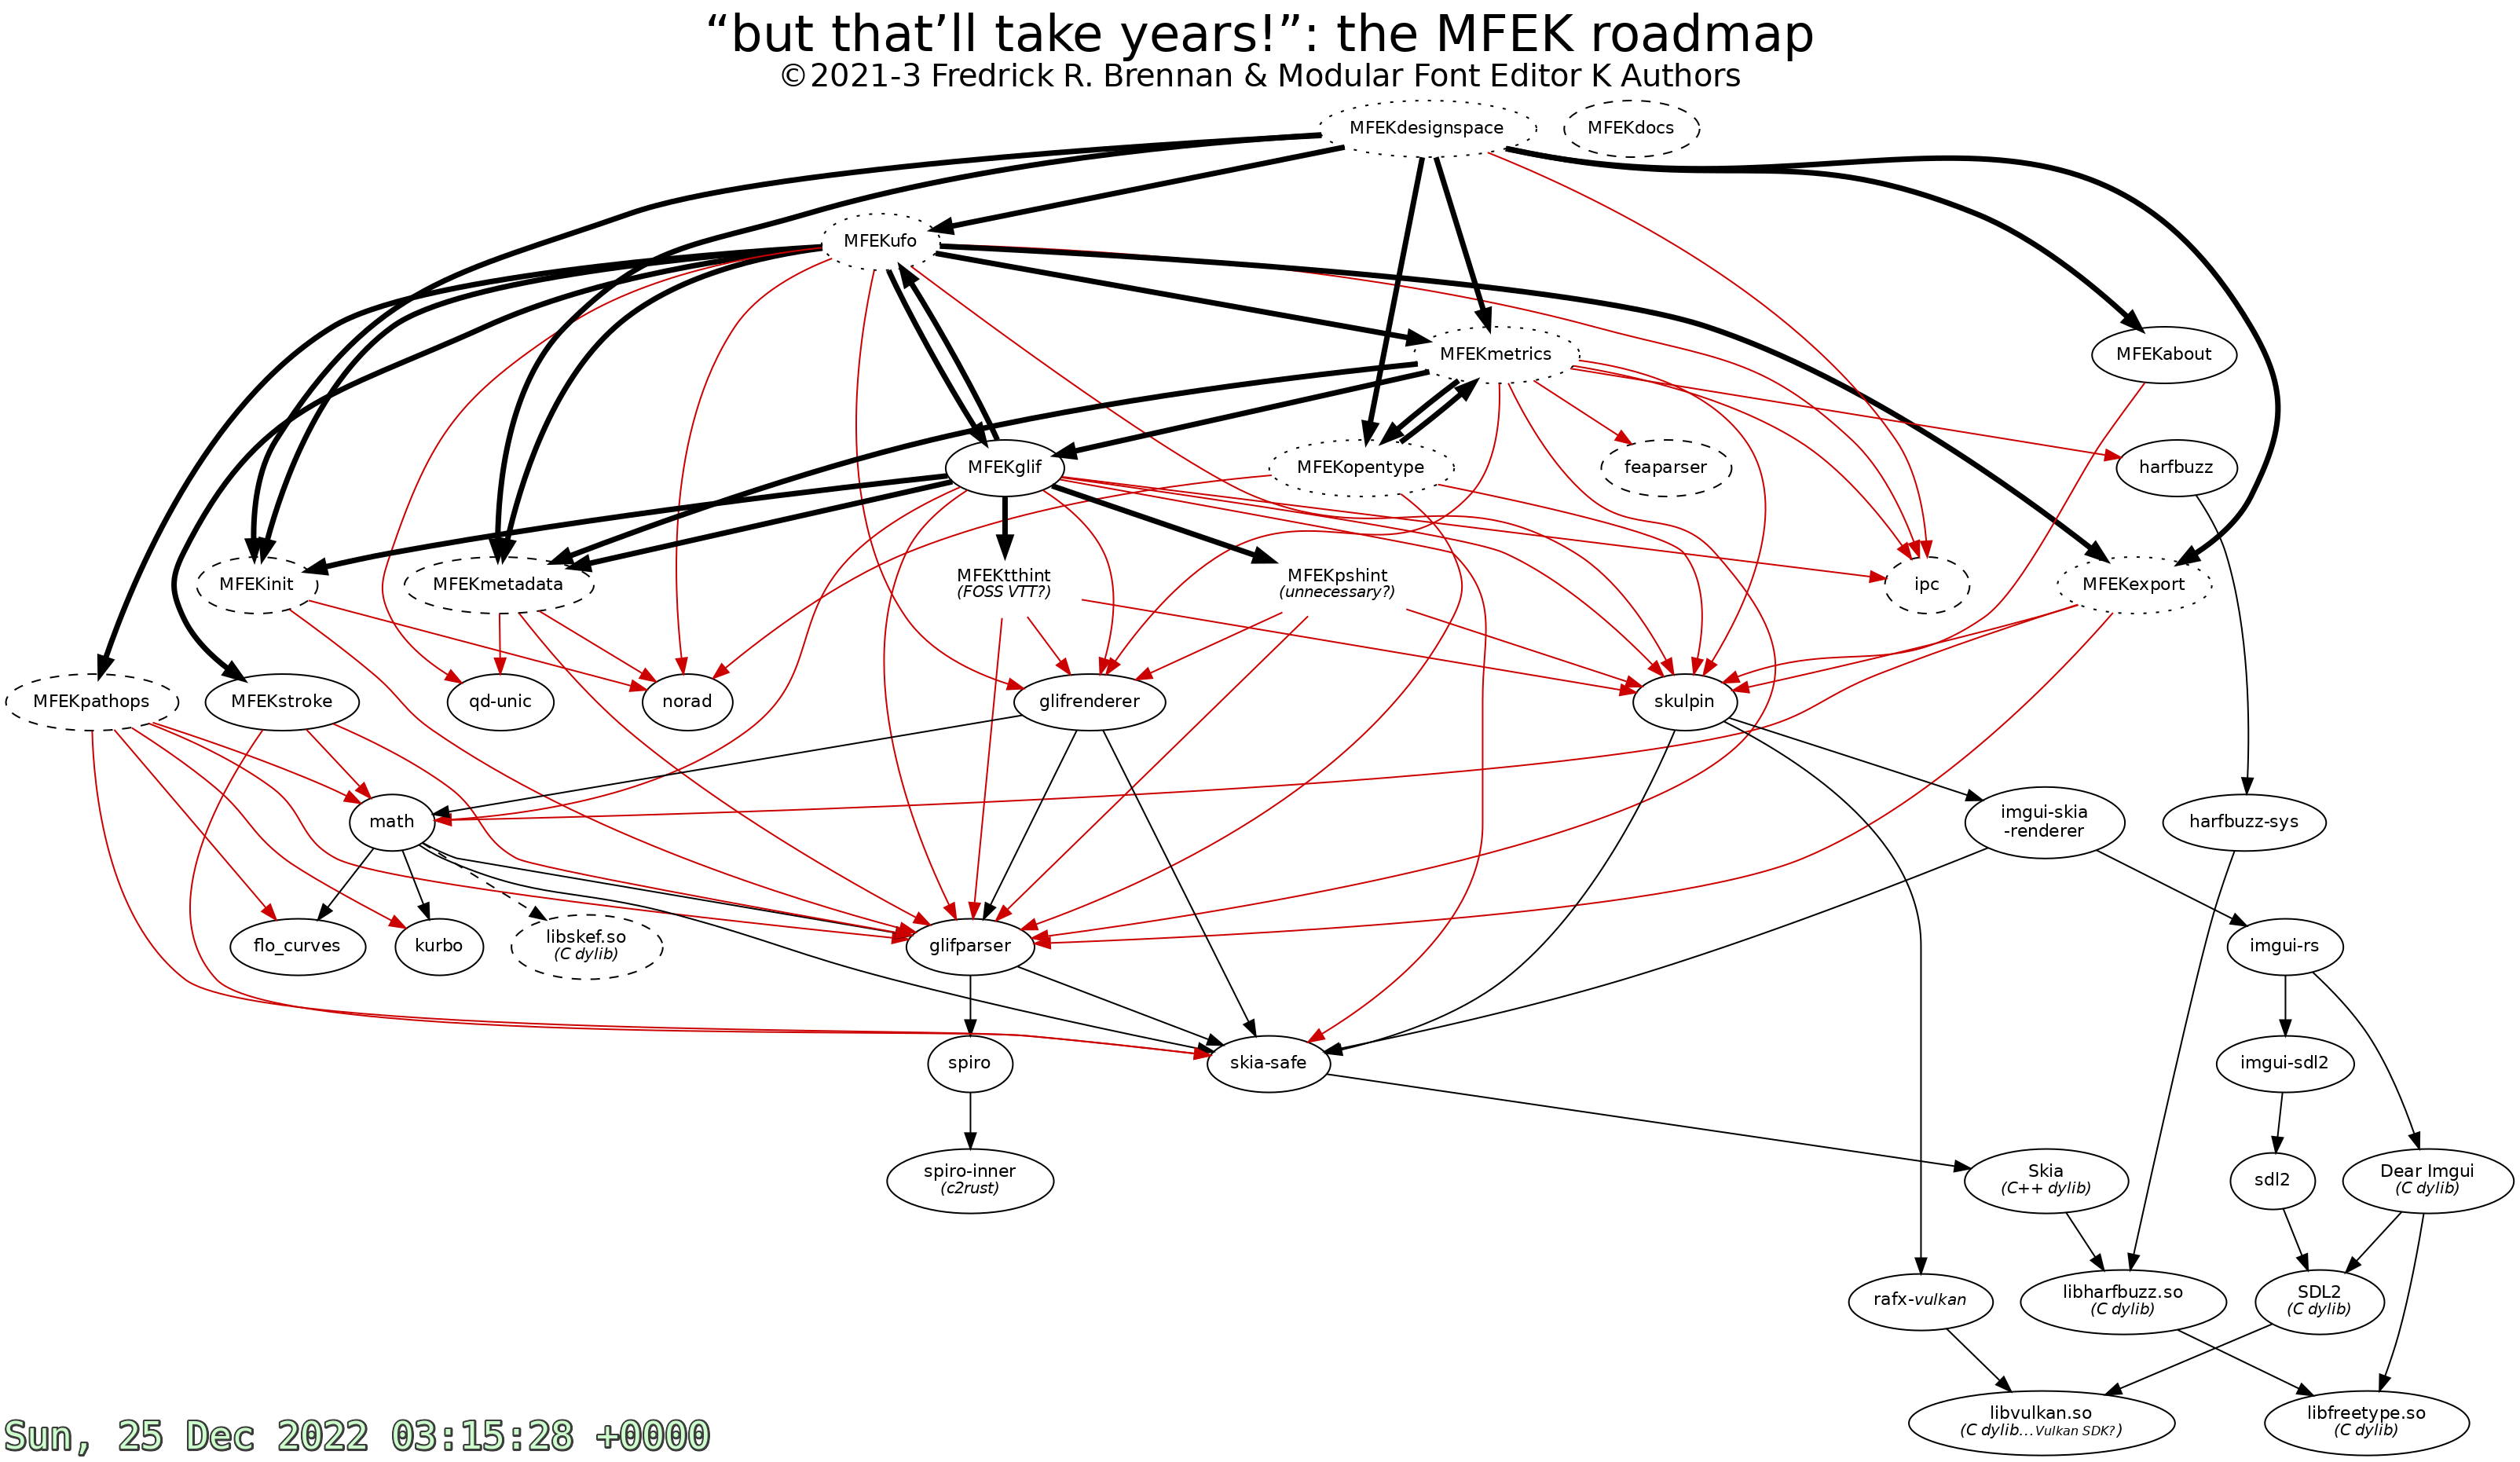 “but that’ll take years!”: the MFEK roadmap
©2021-3 Fredrick R. Brennan & Modular Font Editor K Authors
MFEKdesignspace
MFEKdocs
MFEKufo
MFEKmetrics
MFEKabout
MFEKglif
MFEKopentype
feaparser
harfbuzz
MFEKinit
MFEKmetadata
MFEKtthint
(FOSS VTT?)
MFEKpshint
(unnecessary?)
ipc
MFEKexport
MFEKpathops
MFEKstroke
qd-unic
norad
glifrenderer
skulpin
math
imgui-skia
-renderer
harfbuzz-sys
flo_curves
kurbo
libskef.so
(C dylib)
glifparser
imgui-rs
spiro
skia-safe
imgui-sdl2
spiro-inner
(c2rust)
Skia
(C++ dylib)
sdl2
Dear Imgui
(C dylib)
rafx-vulkan
libharfbuzz.so
(C dylib)
SDL2
(C dylib)
libvulkan.so
(C dylib...Vulkan SDK?)
libfreetype.so
(C dylib)
Sun, 25 Dec 2022 03:15:28 +0000